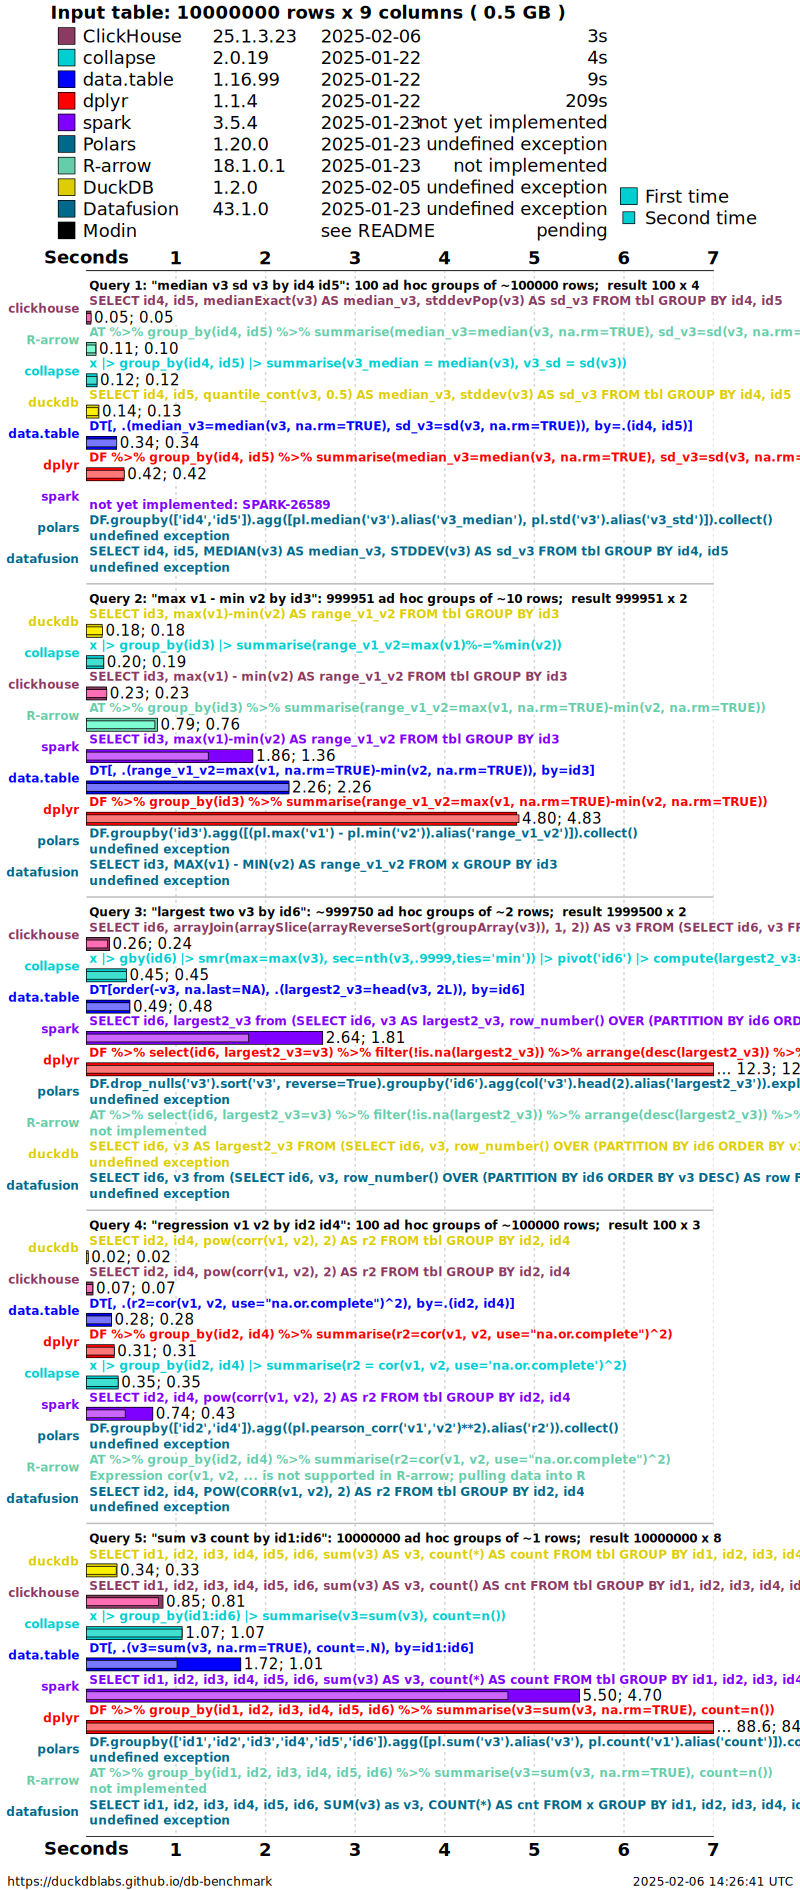 Input table: 10000000 rows x 9 columns ( 0.5 GB )
ClickHouse 25.1.3.23 2025-02-06 3s
collapse 2.0.19 2025-01-22 4s
data.table 1.16.99 2025-01-22 9s
dplyr 1.1.4 2025-01-22 209s
spark 3.5.4 2025-01-23 not yet implemented
Polars 1.20.0 2025-01-23 undefined exception
R-arrow 18.1.0.1 2025-01-23 not implemented
DuckDB 1.2.0 2025-02-05 undefined exception
First time
Datafusion 43.1.0 2025-01-23 undefined exception
Second time
Modin see README pending
Seconds 1 2 3 4 5 6 7
Query 1: "median v3 sd v3 by id4 id5": 100 ad hoc groups of ~100000 rows; result 100 x 4
clickhouse SELECT id4, id5, medianExact(v3) AS median_v3, stddevPop(v3) AS sd_v3 FROM tbl GROUP BY id4, id5
0.05; 0.05
R-arrow AT %>% group_by(id4, id5) %>% summarise(median_v3=median(v3, na.rm=TRUE), sd_v3=sd(v3, na.rm=
0.11; 0.10
collapse x |> group_by(id4, id5) |> summarise(v3_median = median(v3), v3_sd = sd(v3))
0.12; 0.12
duckdb SELECT id4, id5, quantile_cont(v3, 0.5) AS median_v3, stddev(v3) AS sd_v3 FROM tbl GROUP BY id4, id5
0.14; 0.13
data.table DT[, .(median_v3=median(v3, na.rm=TRUE), sd_v3=sd(v3, na.rm=TRUE)), by=.(id4, id5)]
0.34; 0.34
dplyr DF %>% group_by(id4, id5) %>% summarise(median_v3=median(v3, na.rm=TRUE), sd_v3=sd(v3, na.rm=
0.42; 0.42
spark
not yet implemented: SPARK-26589
polars DF.groupby(['id4','id5']).agg([pl.median('v3').alias('v3_median'), pl.std('v3').alias('v3_std')]).collect()
undefined exception
datafusion SELECT id4, id5, MEDIAN(v3) AS median_v3, STDDEV(v3) AS sd_v3 FROM tbl GROUP BY id4, id5
undefined exception
Query 2: "max v1 - min v2 by id3": 999951 ad hoc groups of ~10 rows; result 999951 x 2
duckdb SELECT id3, max(v1)-min(v2) AS range_v1_v2 FROM tbl GROUP BY id3
0.18; 0.18
collapse x |> group_by(id3) |> summarise(range_v1_v2=max(v1)%-=%min(v2))
0.20; 0.19
clickhouse SELECT id3, max(v1) - min(v2) AS range_v1_v2 FROM tbl GROUP BY id3
0.23; 0.23
R-arrow AT %>% group_by(id3) %>% summarise(range_v1_v2=max(v1, na.rm=TRUE)-min(v2, na.rm=TRUE))
0.79; 0.76
spark SELECT id3, max(v1)-min(v2) AS range_v1_v2 FROM tbl GROUP BY id3
1.86; 1.36
data.table DT[, .(range_v1_v2=max(v1, na.rm=TRUE)-min(v2, na.rm=TRUE)), by=id3]
2.26; 2.26
dplyr DF %>% group_by(id3) %>% summarise(range_v1_v2=max(v1, na.rm=TRUE)-min(v2, na.rm=TRUE))
4.80; 4.83
polars DF.groupby('id3').agg([(pl.max('v1') - pl.min('v2')).alias('range_v1_v2')]).collect()
undefined exception
datafusion SELECT id3, MAX(v1) - MIN(v2) AS range_v1_v2 FROM x GROUP BY id3
undefined exception
Query 3: "largest two v3 by id6": ~999750 ad hoc groups of ~2 rows; result 1999500 x 2
clickhouse SELECT id6, arrayJoin(arraySlice(arrayReverseSort(groupArray(v3)), 1, 2)) AS v3 FROM (SELECT id6, v3 FR
0.26; 0.24
collapse x |> gby(id6) |> smr(max=max(v3), sec=nth(v3,.9999,ties='min')) |> pivot('id6') |> compute(largest2_v3=
0.45; 0.45
data.table DT[order(-v3, na.last=NA), .(largest2_v3=head(v3, 2L)), by=id6]
0.49; 0.48
spark SELECT id6, largest2_v3 from (SELECT id6, v3 AS largest2_v3, row_number() OVER (PARTITION BY id6 ORD
2.64; 1.81
dplyr DF %>% select(id6, largest2_v3=v3) %>% filter(!is.na(largest2_v3)) %>% arrange(desc(largest2_v3)) %>%
... 12.3; 12
polars DF.drop_nulls('v3').sort('v3', reverse=True).groupby('id6').agg(col('v3').head(2).alias('largest2_v3')).expl
undefined exception
R-arrow AT %>% select(id6, largest2_v3=v3) %>% filter(!is.na(largest2_v3)) %>% arrange(desc(largest2_v3)) %>%
not implemented
duckdb SELECT id6, v3 AS largest2_v3 FROM (SELECT id6, v3, row_number() OVER (PARTITION BY id6 ORDER BY v3
undefined exception
datafusion SELECT id6, v3 from (SELECT id6, v3, row_number() OVER (PARTITION BY id6 ORDER BY v3 DESC) AS row F
undefined exception
Query 4: "regression v1 v2 by id2 id4": 100 ad hoc groups of ~100000 rows; result 100 x 3
duckdb SELECT id2, id4, pow(corr(v1, v2), 2) AS r2 FROM tbl GROUP BY id2, id4
0.02; 0.02
clickhouse SELECT id2, id4, pow(corr(v1, v2), 2) AS r2 FROM tbl GROUP BY id2, id4
0.07; 0.07
data.table DT[, .(r2=cor(v1, v2, use="na.or.complete")^2), by=.(id2, id4)]
0.28; 0.28
dplyr DF %>% group_by(id2, id4) %>% summarise(r2=cor(v1, v2, use="na.or.complete")^2)
0.31; 0.31
collapse x |> group_by(id2, id4) |> summarise(r2 = cor(v1, v2, use='na.or.complete')^2)
0.35; 0.35
spark SELECT id2, id4, pow(corr(v1, v2), 2) AS r2 FROM tbl GROUP BY id2, id4
0.74; 0.43
polars DF.groupby(['id2','id4']).agg((pl.pearson_corr('v1','v2')**2).alias('r2')).collect()
undefined exception
R-arrow AT %>% group_by(id2, id4) %>% summarise(r2=cor(v1, v2, use="na.or.complete")^2)
Expression cor(v1, v2, ... is not supported in R-arrow; pulling data into R
datafusion SELECT id2, id4, POW(CORR(v1, v2), 2) AS r2 FROM tbl GROUP BY id2, id4
undefined exception
Query 5: "sum v3 count by id1:id6": 10000000 ad hoc groups of ~1 rows; result 10000000 x 8
duckdb SELECT id1, id2, id3, id4, id5, id6, sum(v3) AS v3, count(*) AS count FROM tbl GROUP BY id1, id2, id3, id4
0.34; 0.33
clickhouse SELECT id1, id2, id3, id4, id5, id6, sum(v3) AS v3, count() AS cnt FROM tbl GROUP BY id1, id2, id3, id4, id
0.85; 0.81
collapse x |> group_by(id1:id6) |> summarise(v3=sum(v3), count=n())
1.07; 1.07
data.table DT[, .(v3=sum(v3, na.rm=TRUE), count=.N), by=id1:id6]
1.72; 1.01
spark SELECT id1, id2, id3, id4, id5, id6, sum(v3) AS v3, count(*) AS count FROM tbl GROUP BY id1, id2, id3, id4
5.50; 4.70
dplyr DF %>% group_by(id1, id2, id3, id4, id5, id6) %>% summarise(v3=sum(v3, na.rm=TRUE), count=n())
... 88.6; 84
polars DF.groupby(['id1','id2','id3','id4','id5','id6']).agg([pl.sum('v3').alias('v3'), pl.count('v1').alias('count')]).co
undefined exception
R-arrow AT %>% group_by(id1, id2, id3, id4, id5, id6) %>% summarise(v3=sum(v3, na.rm=TRUE), count=n())
not implemented
datafusion SELECT id1, id2, id3, id4, id5, id6, SUM(v3) as v3, COUNT(*) AS cnt FROM x GROUP BY id1, id2, id3, id4, id
undefined exception
Seconds 1 2 3 4 5 6 7
https://duckdblabs.github.io/db-benchmark 2025-02-06 14:26:41 UTC